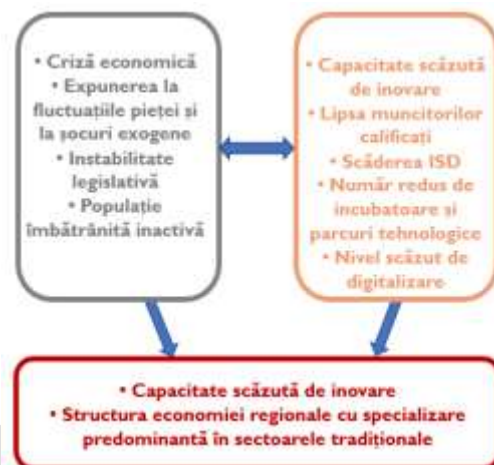 • Criză economică
• Expunerea la
fluctuațiile pieței și
la șocuri exogene
• Instabilitate
legislativă
• Populație
îmbătrânită inactivă
• Capacitate scăzută
de inovare
• Lipsa muncitorilor
calificați
• Scăderea ISD
• Număr redus de
incubatoare și
parcuri tehnologice
• Nivel scăzut de
digitalizare
• Capacitate scăzută de inovare
• Structura economiei regionale cu specializare
predominantă în sectoarele tradiționale